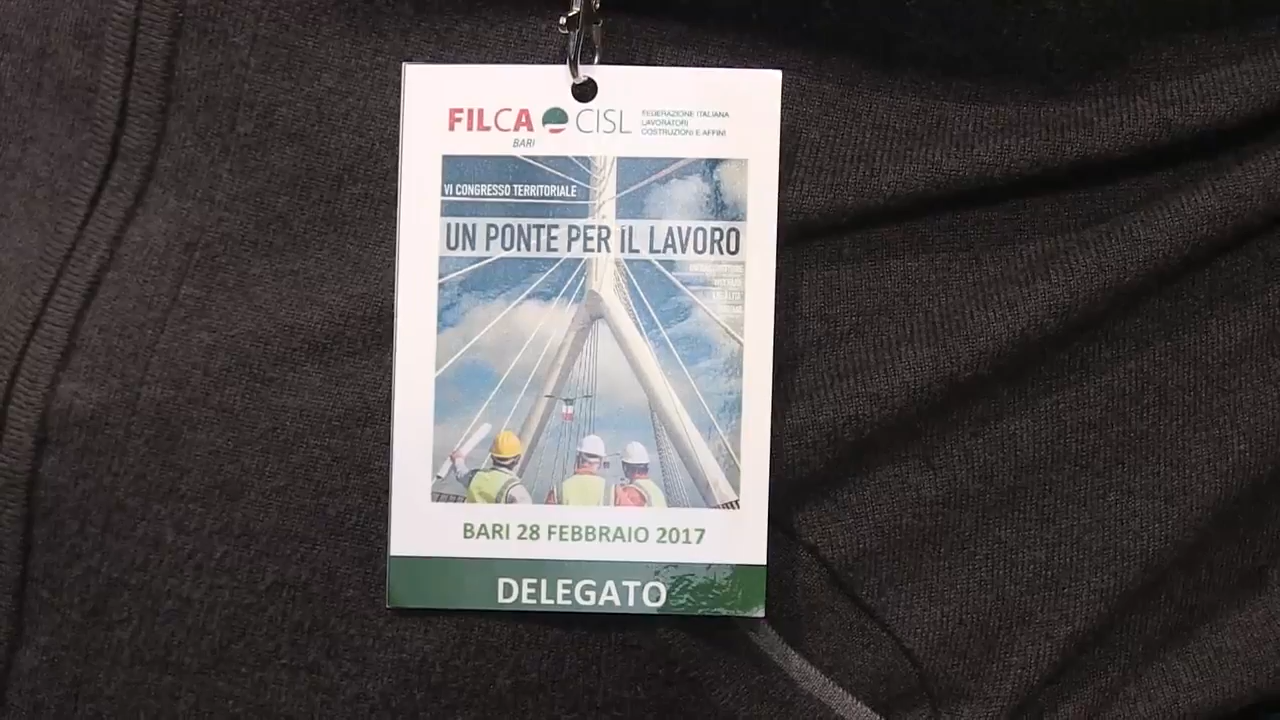 FILCA CISL
FEDERAZIONE ITALIANA
LAVORATORI
COSTRUZIONI E AFFINI
BARI
VI CONGRESSO TERRITORIALE
UN PONTE PER IL LAVORO
BARI 28 FEBBRAIO 2017
DELEGATO